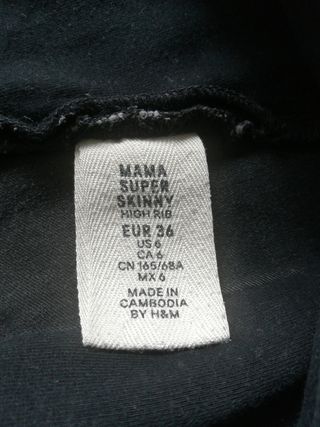 MAMA
SUPER
SKINNY
HIGH RIB
EUR 36
US 6
CA 6
CN 165/68A
MX 6
MADE IN
CAMBODIA
BY H&M